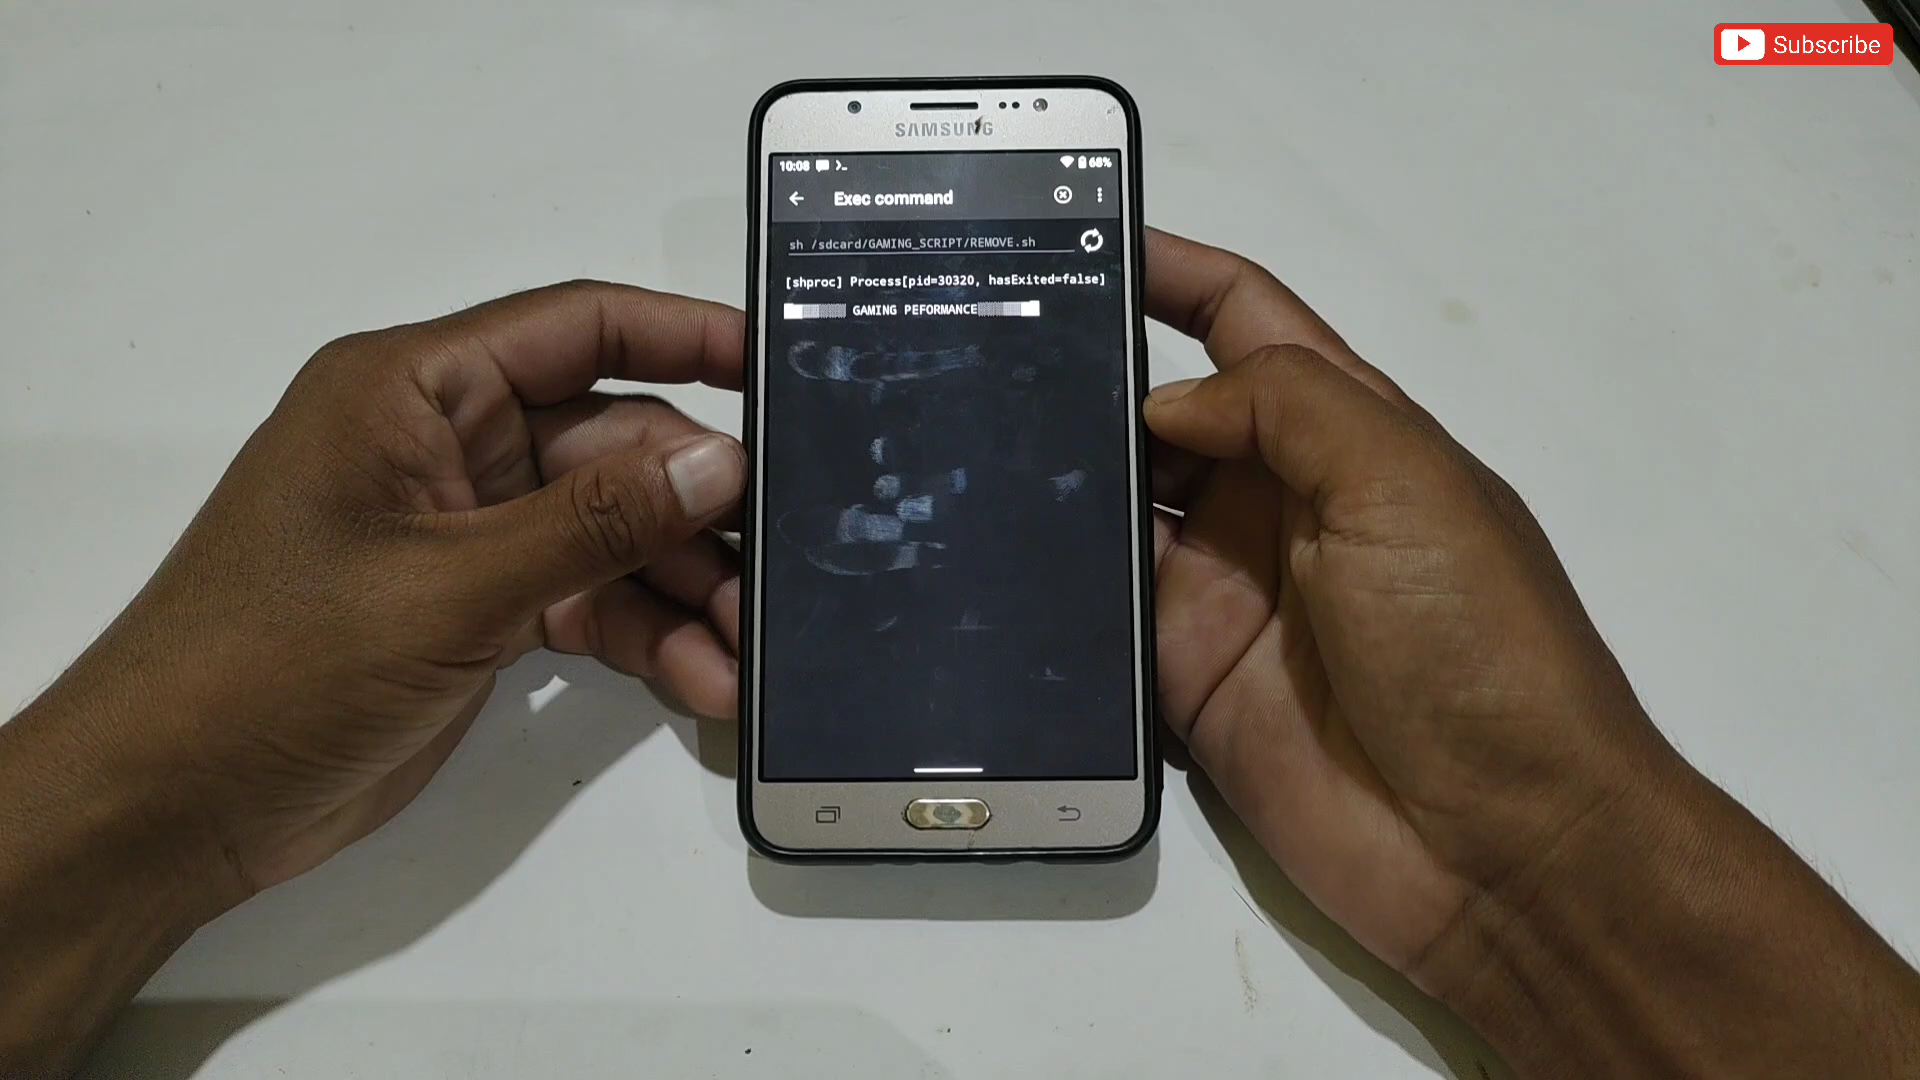 Subscribe
SAMSUNG
10:08 68%
Exec command
sh /sdcard/GAMING_SCRIPT/REMOVE.sh
[shproc] Process[pid=30320, hasExited=false]
GAMING PEFORMANCE